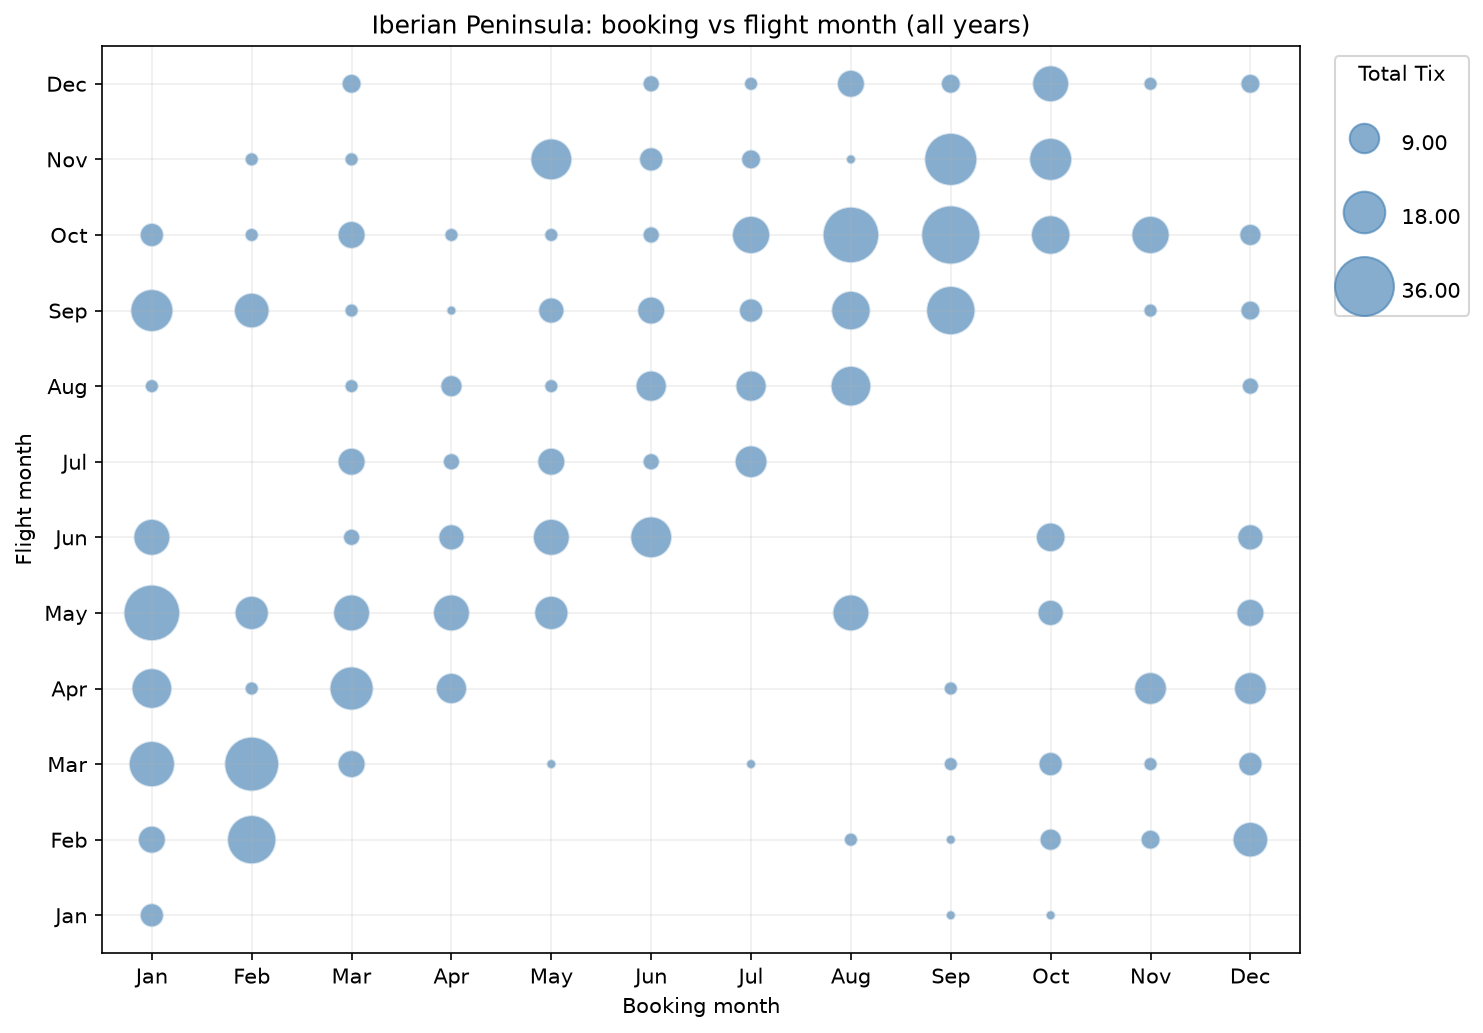 Iberian Peninsula: booking vs flight month (all years)
Total Tix
9.00
18.00
36.00
Flight month
Dec
Nov
Oct
Sep
Aug
Jul
Jun
May
Apr
Mar
Feb
Jan
Jan Feb Mar Apr May Jun Jul Aug Sep Oct Nov Dec
Booking month